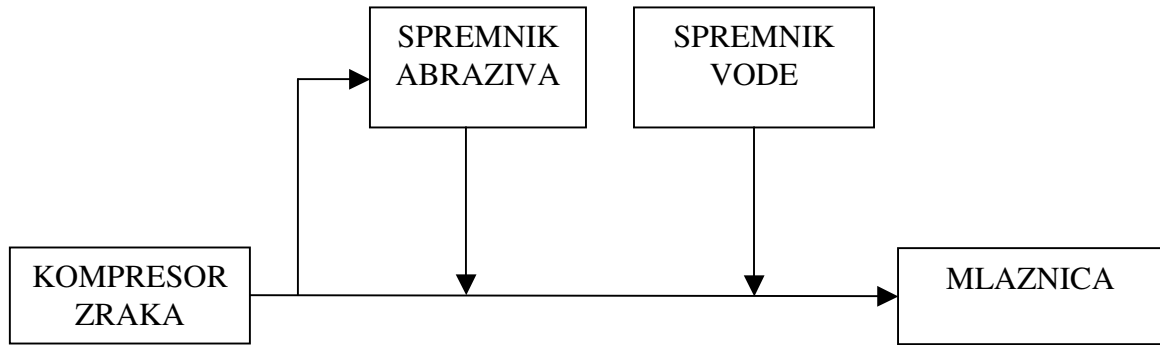 SPREMNIK
ABRAZIVA
SPREMNIK
VODE
KOMPRESOR
ZRAKA
MLAZNICA